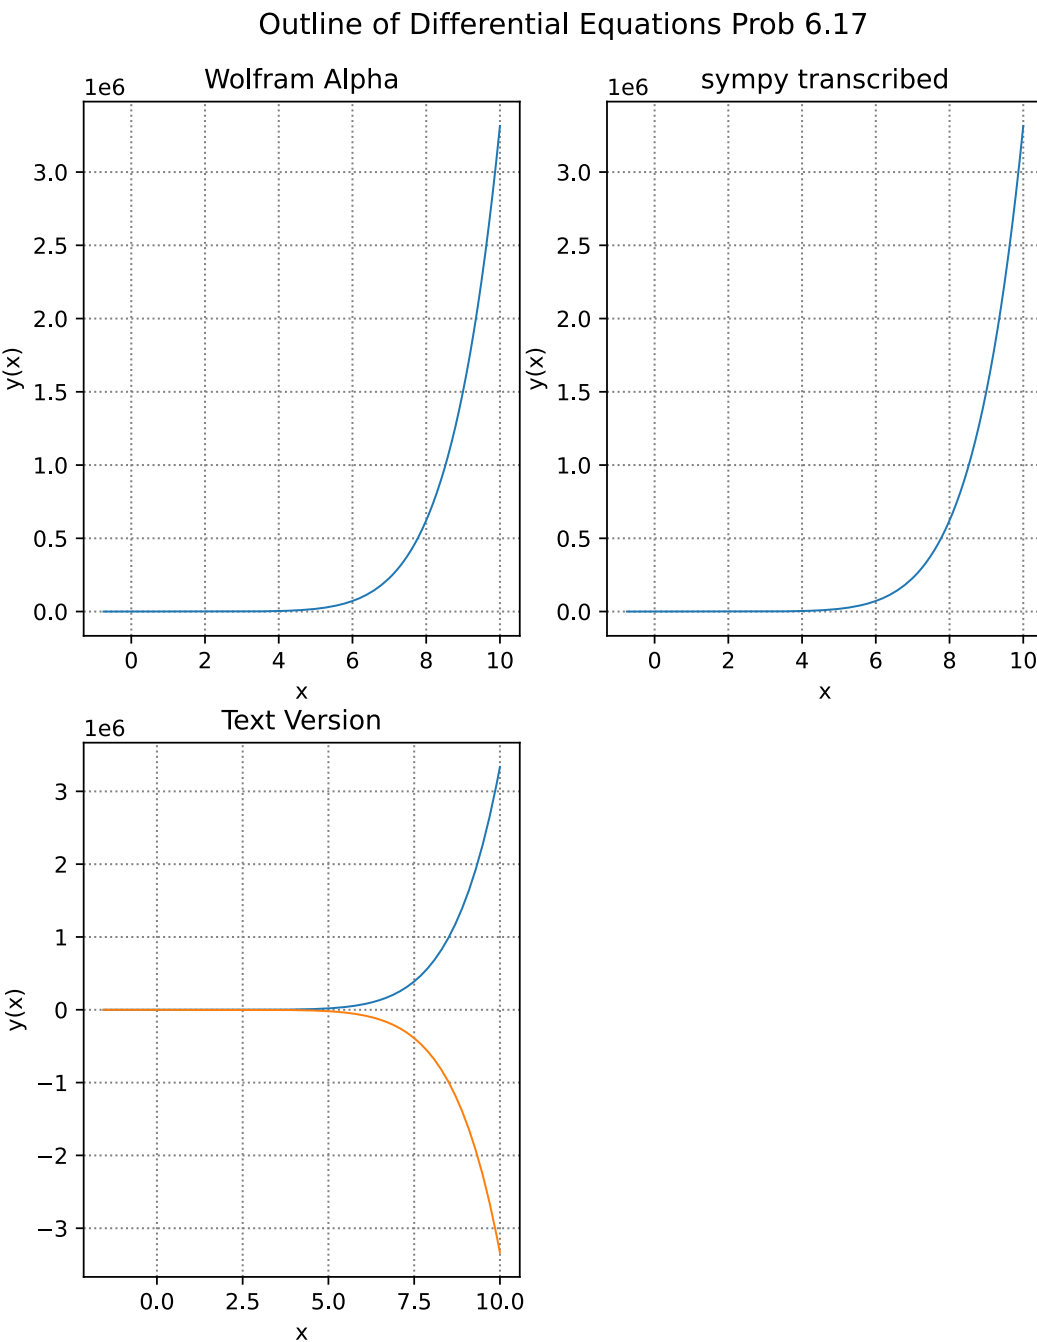 Outline of Differential Equations Prob 6.17
Wolfram Alpha
1e6
3.0
2.5
2.0
1.5
1.0
0.5
0.0
y(x)
0 2 4 6 8 10
x
sympy transcribed
1e6
3.0
2.5
2.0
1.5
1.0
0.5
0.0
y(x)
0 2 4 6 8 10
x
Text Version
1e6
3
2
1
0
−1
−2
−3
y(x)
0.0 2.5 5.0 7.5 10.0
x